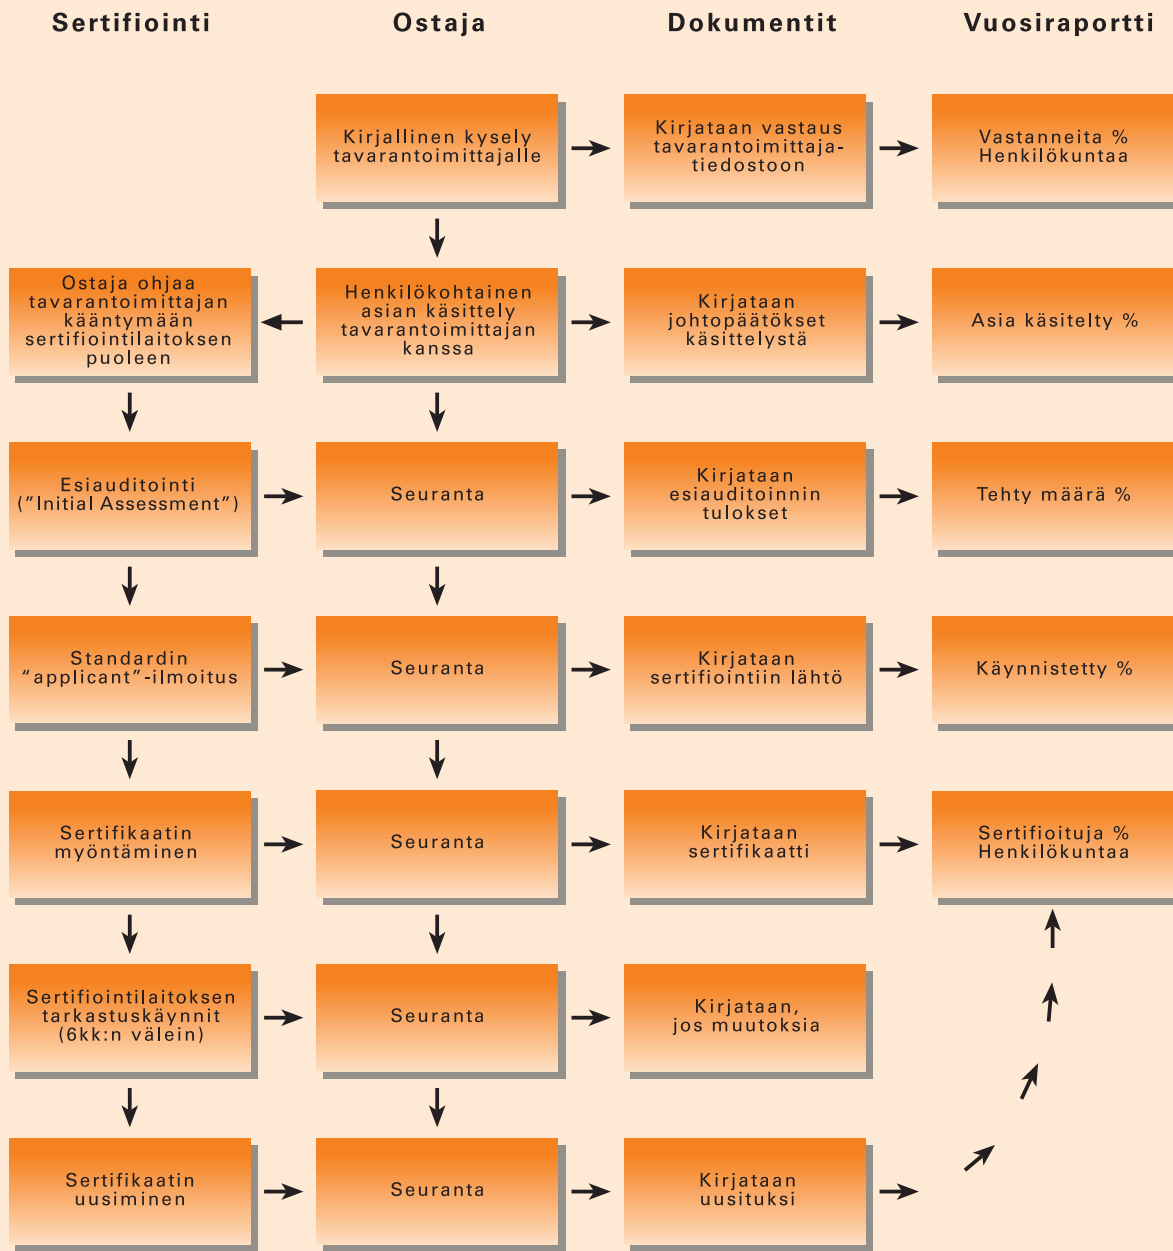 Sertifiointi
Ostaja
Dokumentit
Vuosiraportti
Kirjallinen kysely
tavarantoimittajalle
Kirjataan vastaus
tavarantoimittaja-
tiedostoon
Vastanneita %
Henkilökuntaa
Ostaja ohjaa
tavarantoimittajan
kääntymään
sertifiointilaitoksen
puoleen
Henkilökohtainen
asian käsittely
tavarantoimittajan
kanssa
Kirjataan
johtopäätökset
käsittelystä
Asia käsitelty %
Esiauditointi
("Initial Assessment")
Seuranta
Kirjataan
esiauditoinnin
tulokset
Tehty määrä %
Standardin
"applicant"-ilmoitus
Seuranta
Kirjataan
sertifiointiin lähtö
Käynnistetty %
Sertifikaatin
myöntäminen
Seuranta
Kirjataan
sertifikaatti
Sertifioituja %
Henkilökuntaa
Sertifiointilaitoksen
tarkastuskäynnit
(6kk:n välein)
Seuranta
Kirjataan,
jos muutoksia
Sertifikaatin
uusiminen
Seuranta
Kirjataan
uusituksi